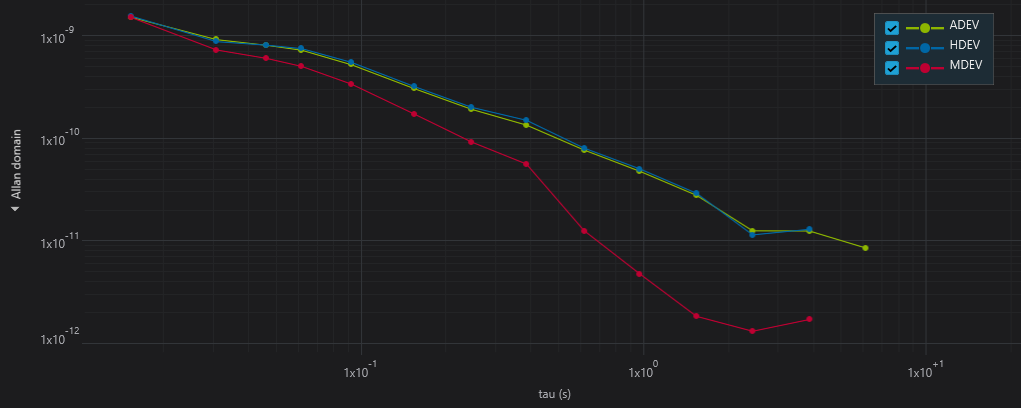 1x10⁻⁹
1x10⁻¹⁰
1x10⁻¹¹
1x10⁻¹²
◄ Allan domain
1x10⁻¹ 1x10⁰ 1x10⁺¹
tau (s)
ADEV
HDEV
MDEV